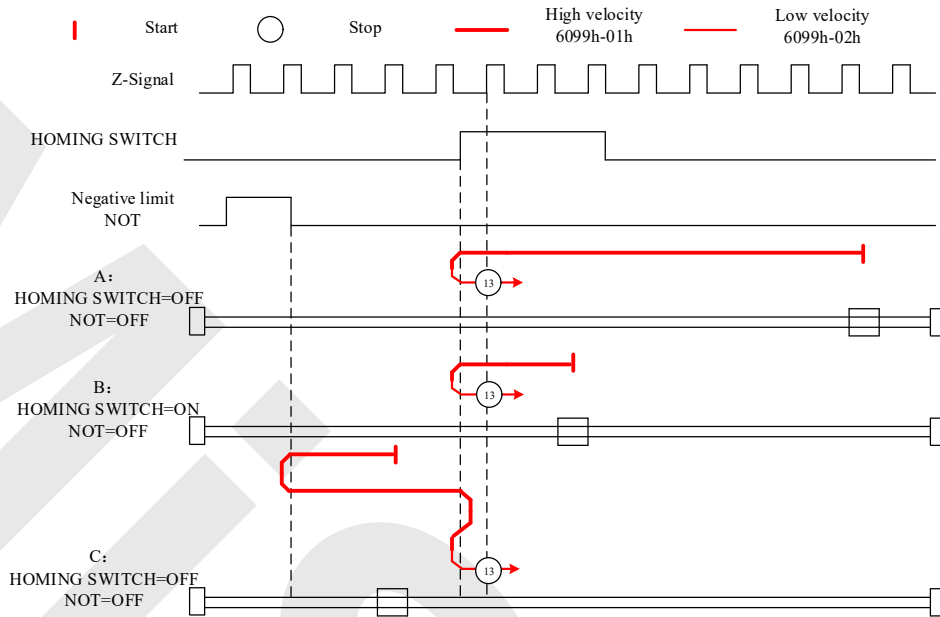 Start
Stop
High velocity
6099h-01h
Low velocity
6099h-02h
Z-Signal
HOMING SWITCH
Negative limit
NOT
A：
HOMING SWITCH=OFF
NOT=OFF
13
B：
HOMING SWITCH=ON
NOT=OFF
13
C：
HOMING SWITCH=OFF
NOT=OFF
13